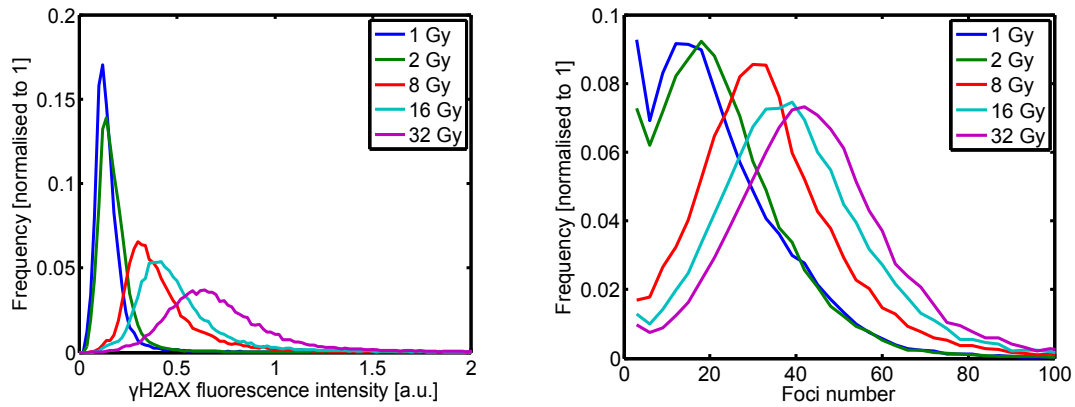 0.2
0.15
0.1
0.05
0
Frequency [normalised to 1]
1 Gy
2 Gy
8 Gy
16 Gy
32 Gy
0
0.5
1
1.5
2
γH2AX fluorescence intensity [a.u.]
0.1
0.08
0.06
0.04
0.02
0
Frequency [normalised to 1]
1 Gy
2 Gy
8 Gy
16 Gy
32 Gy
0
20
40
60
80
100
Foci number